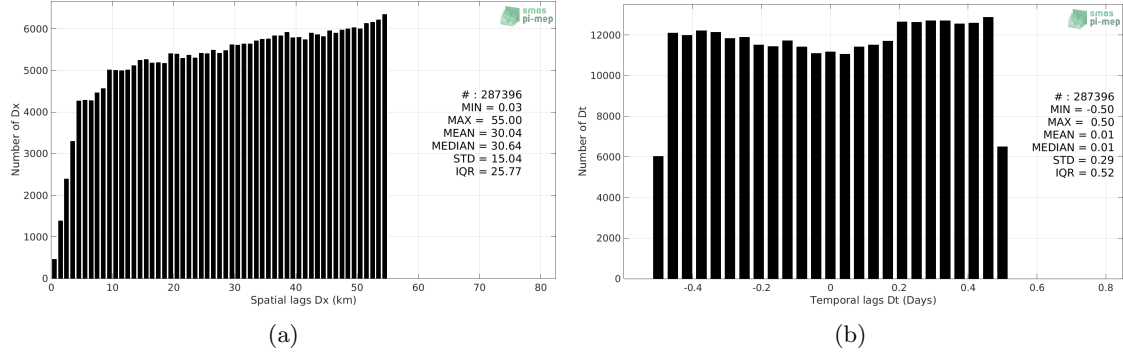 smos
pi-mep
6000
5000
4000
3000
2000
1000
0
Number of Dx
# : 287396
MIN = 0.03
MAX = 55.00
MEAN = 30.04
MEDIAN = 30.64
STD = 15.04
IQR = 25.77
0 10 20 30 40 50 60 70 80
Spatial lags Dx (km)
(a)
smos
pi-mep
12000
10000
8000
6000
4000
2000
0
Number of Dt
# : 287396
MIN = -0.50
MAX = 0.50
MEAN = 0.01
MEDIAN = 0.01
STD = 0.29
IQR = 0.52
-0.4 -0.2 0 0.2 0.4 0.6 0.8
Temporal lags Dt (Days)
(b)